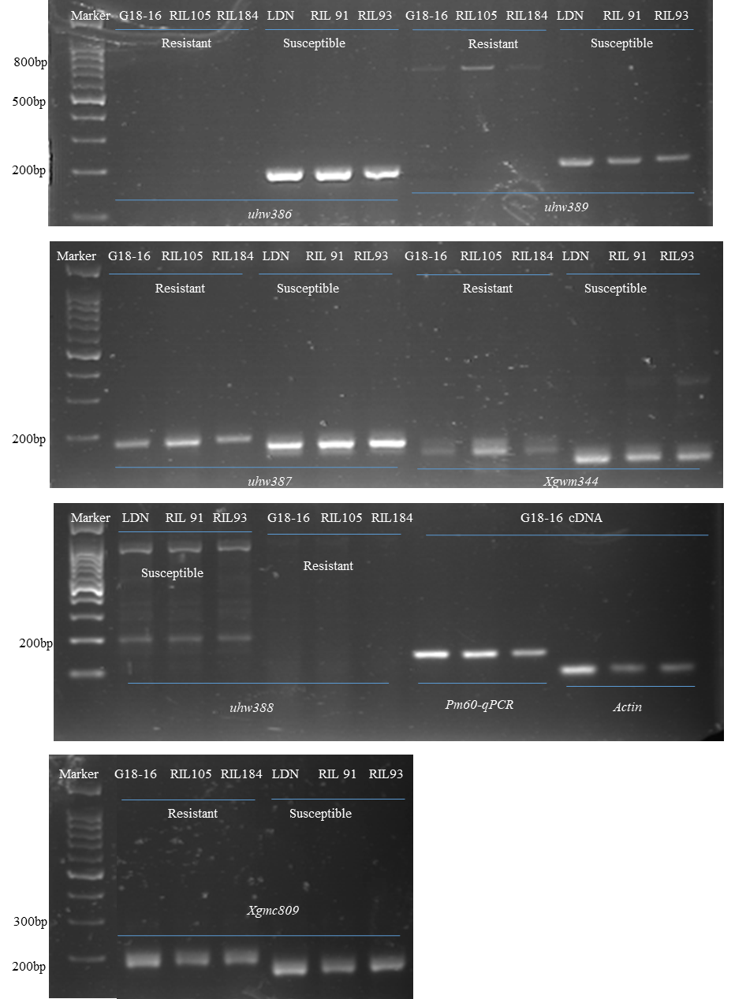 Marker G18-16 RIL105 RIL184 LDN RIL 91 RIL93 G18-16 RIL105 RIL184 LDN RIL 91 RIL93
Resistant Susceptible Resistant Susceptible
800bp
500bp
200bp
uhw386 uhw389
Marker G18-16 RIL105 RIL184 LDN RIL 91 RIL93 G18-16 RIL105 RIL184 LDN RIL 91 RIL93
Resistant Susceptible Resistant Susceptible
200bp
uhw387 Xgwm344
Marker LDN RIL 91 RIL93 G18-16 RIL105 RIL184 G18-16 cDNA
Susceptible Resistant
200bp
uhw388 Pm60-qPCR Actin
Marker G18-16 RIL105 RIL184 LDN RIL 91 RIL93
Resistant Susceptible
Xgmc809
300bp
200bp